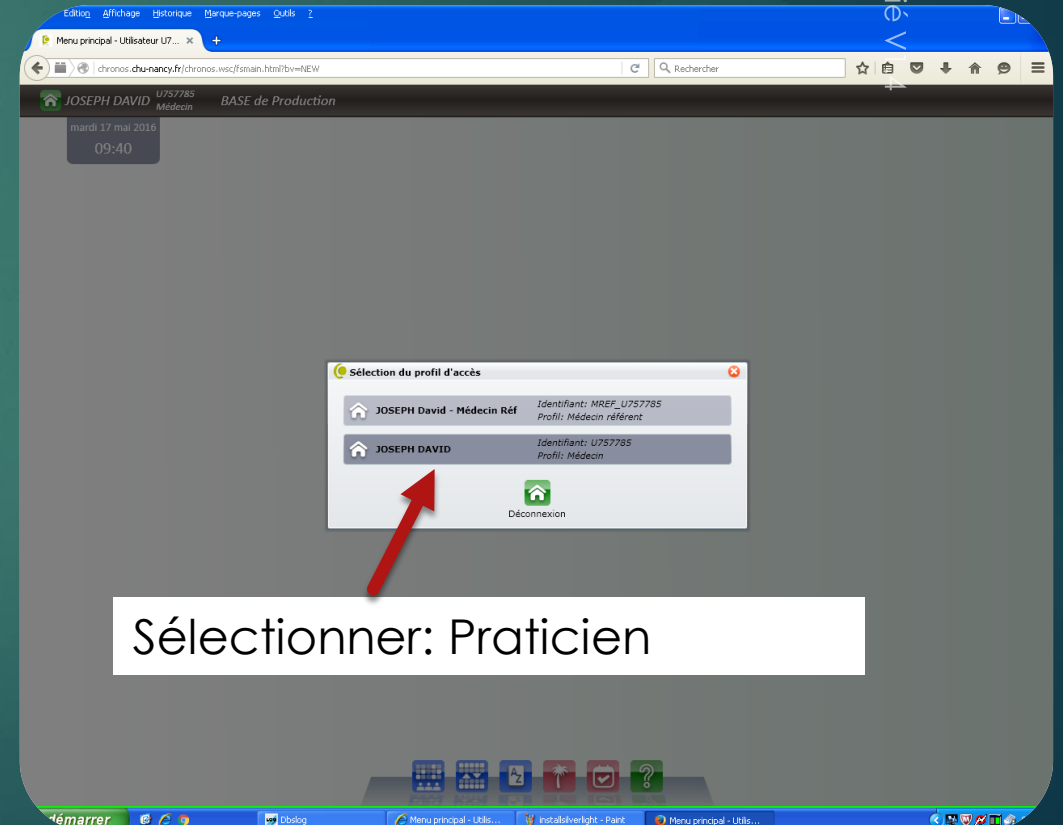 Edition Affichage Historique Marque-pages Outils ?
Menu principal - Utilisateur U7... × +
chronos.chu-nancy.fr/chronos.wsc/fsmain.html?bv=NEW
Rechercher
JOSEPH DAVID U757785 Médecin BASE de Production
mardi 17 mai 2016
09:40
Sélection du profil d'accès
JOSEPH David - Médecin Réf
Identifiant: MREF_U757785
Profil: Médecin référent
JOSEPH DAVID
Identifiant: U757785
Profil: Médecin
Déconnexion
Sélectionner: Praticien
AZ
?
démarrer
Dbslog
Menu principal - Utilis...
installsilverlight - Paint
Menu principal - Utilis...